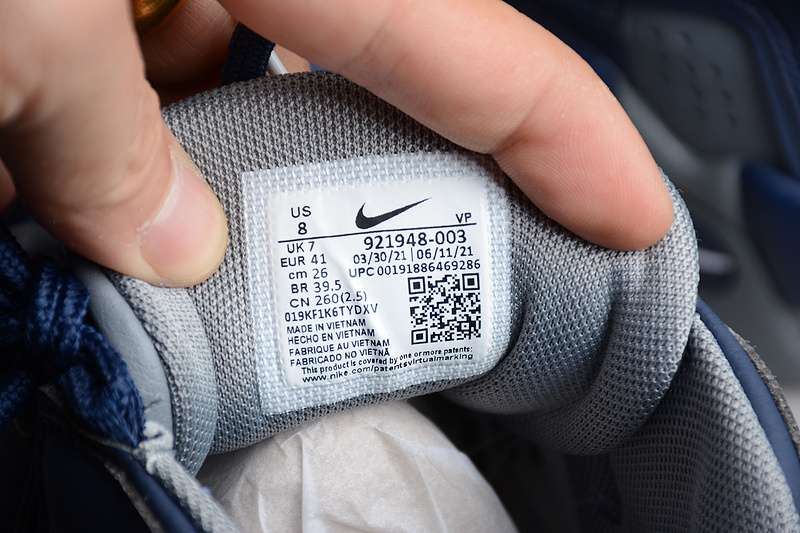 US
8
VP
UK 7
921948-003
EUR 41
03/30/21 | 06/11/21
cm 26
UPC 00191886469286
BR 39.5
CN 260(2.5)
019KF1K6TYDXV
MADE IN VIETNAM
HECHO EN VIETNAM
FABRIQUE AU VIETNAM
FABRICADO NO VIETNÃ
This product is covered by one or more patents:
www.nike.com/patentsvirtualmarking